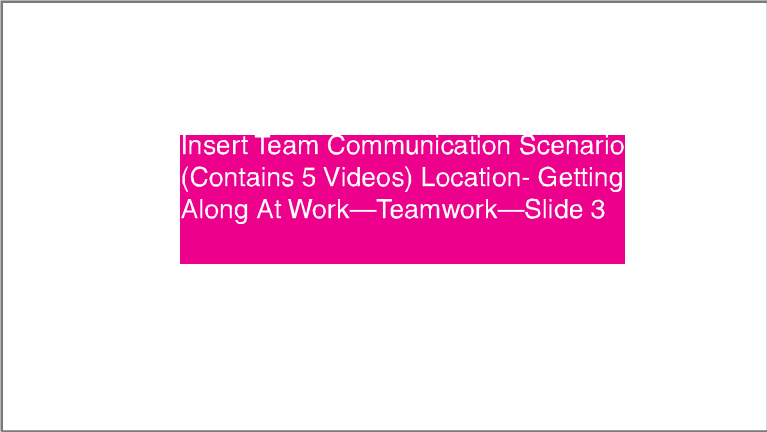 Insert Team Communication Scenario
(Contains 5 Videos) Location- Getting
Along At Work—Teamwork—Slide 3